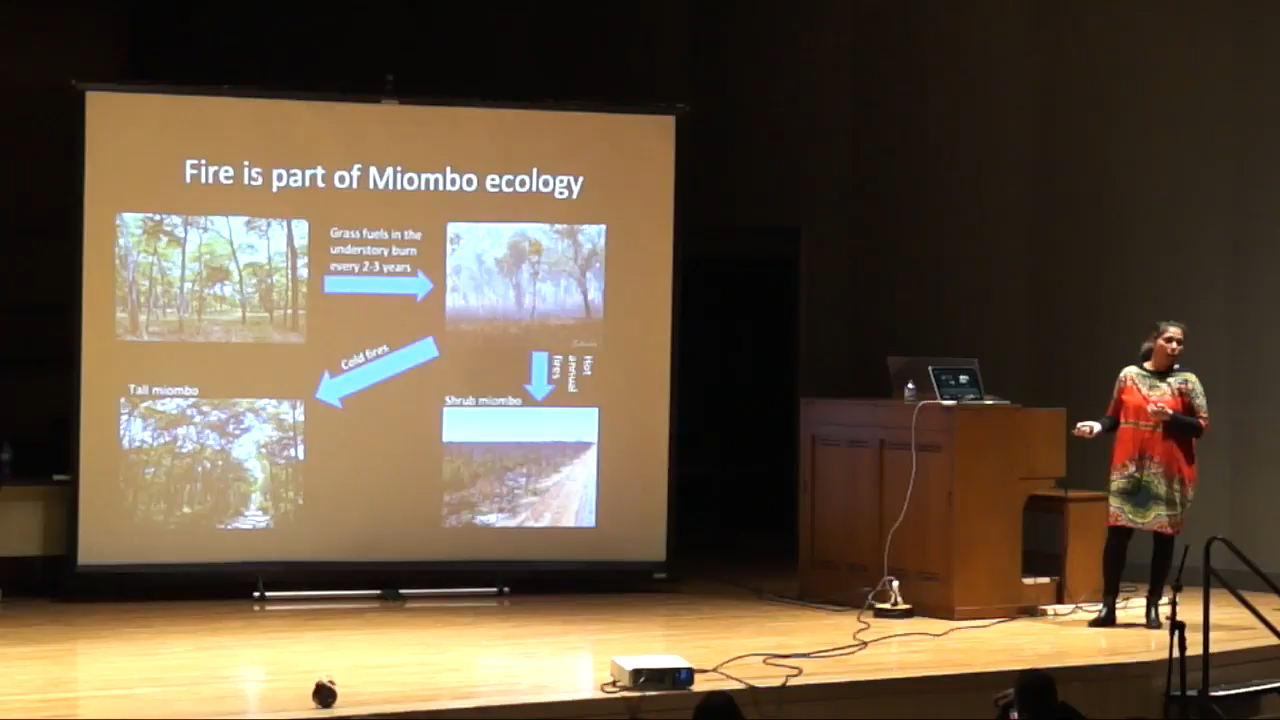 Fire is part of Miombo ecology
Grass fuels in the
understory burn
every 2-3 years
Cold fires
Hot
annual
fires
Tall miombo
Shrub miombo